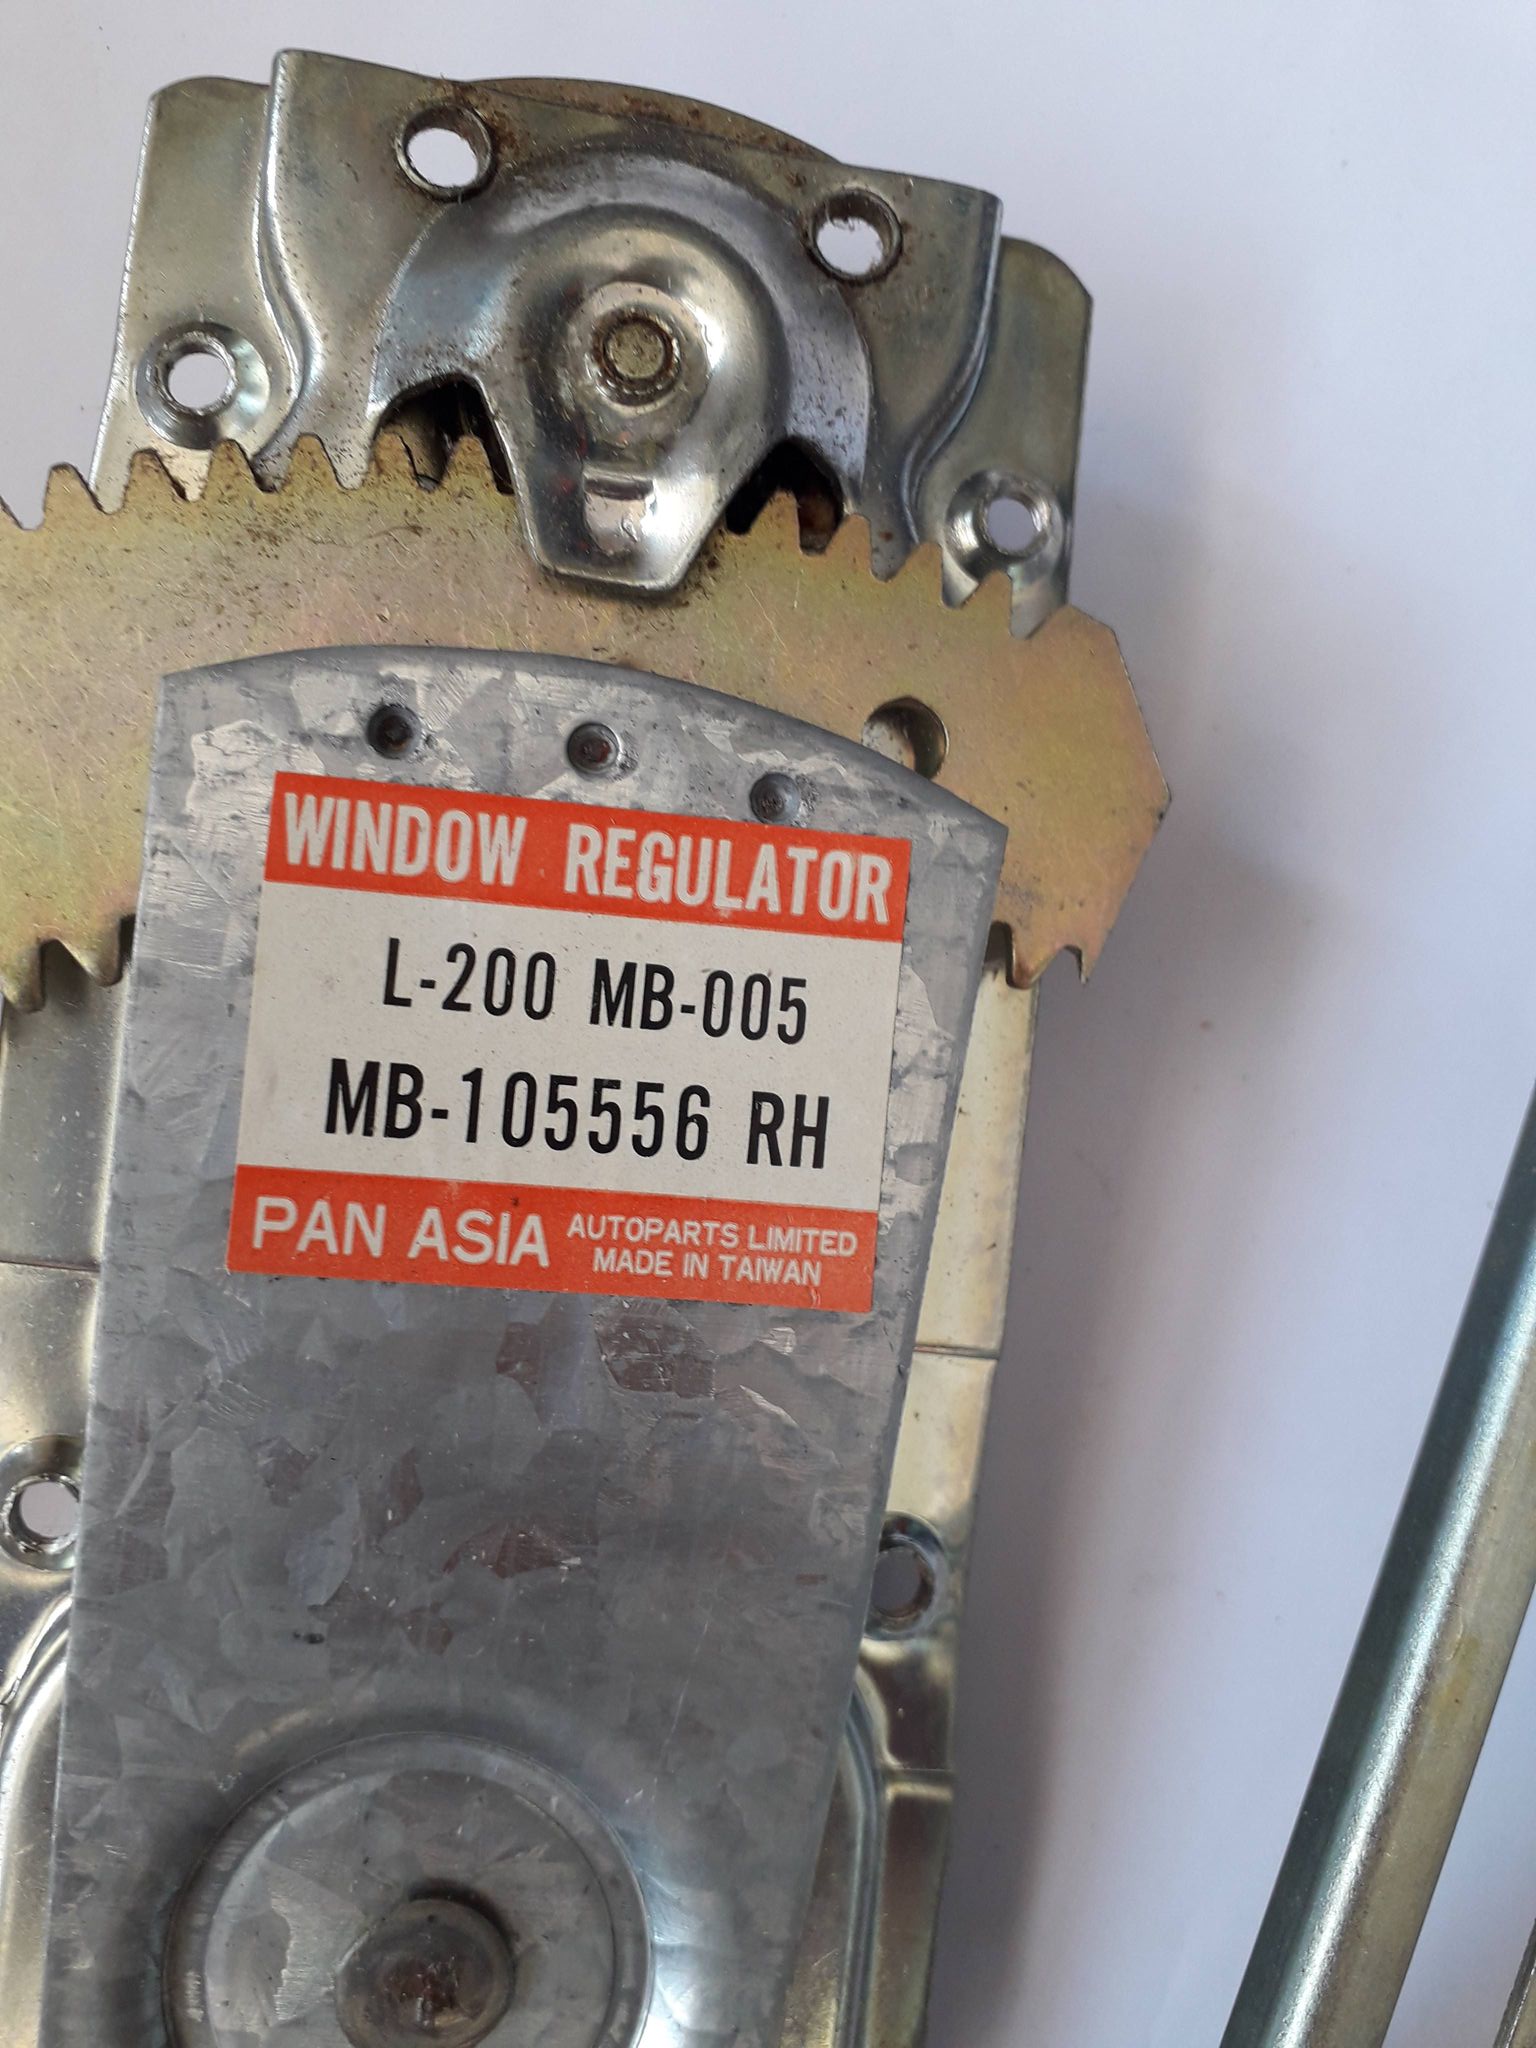 WINDOW REGULATOR
L-200 MB-005
MB-105556 RH
PAN ASIA AUTOPARTS LIMITED
MADE IN TAIWAN